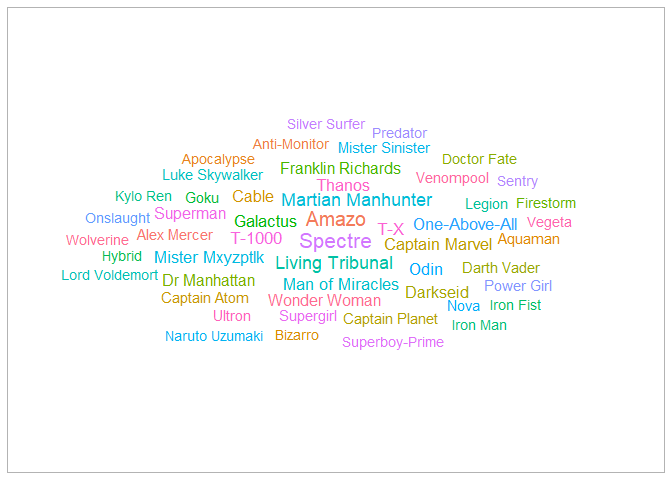 Silver Surfer
Predator
Anti-Monitor
Mister Sinister
Apocalypse
Doctor Fate
Luke Skywalker
Franklin Richards
Venompool
Sentry
Thanos
Kylo Ren
Goku
Cable
Martian Manhunter
Legion
Firestorm
Onslaught
Superman
Galactus
Amazo
T-X
One-Above-All
Vegeta
Wolverine
Alex Mercer
T-1000
Spectre
Captain Marvel
Aquaman
Hybrid
Mister Mxyzptlk
Living Tribunal
Odin
Darth Vader
Lord Voldemort
Dr Manhattan
Man of Miracles
Darkseid
Power Girl
Captain Atom
Wonder Woman
Nova
Iron Fist
Ultron
Supergirl
Captain Planet
Iron Man
Naruto Uzumaki
Bizarro
Superboy-Prime